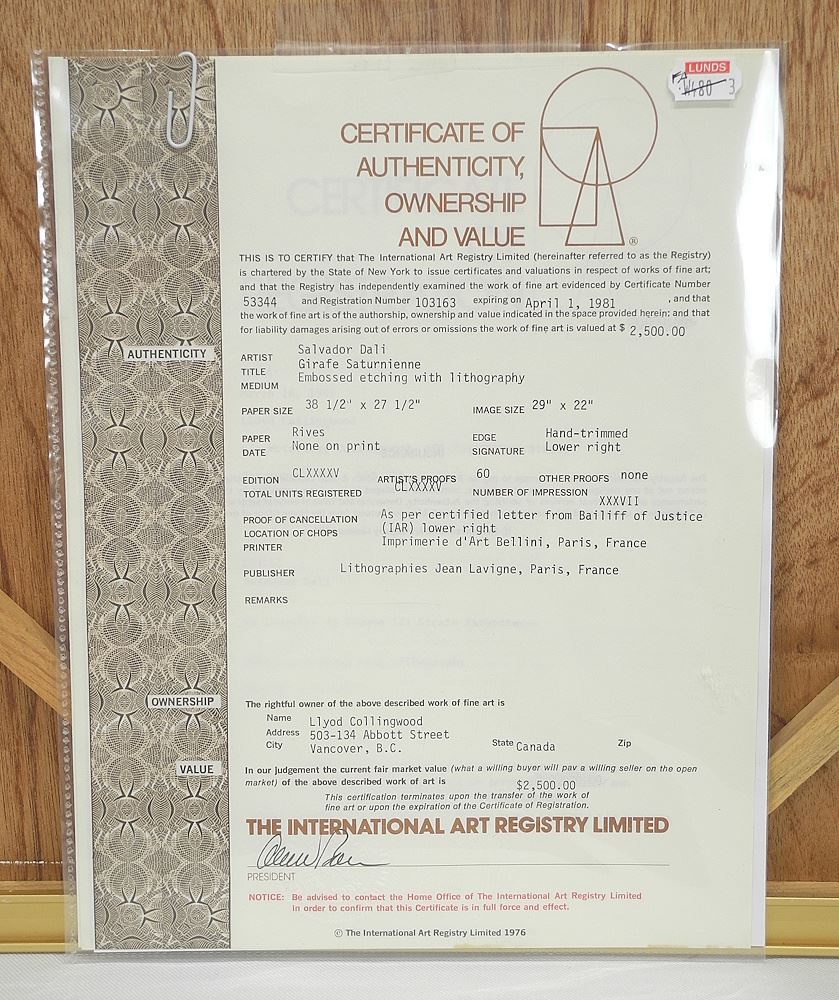 LUNDS
FA
W480 3
CERTIFICATE OF
AUTHENTICITY,
OWNERSHIP
AND VALUE
®
THIS IS TO CERTIFY that The International Art Registry Limited (hereinafter referred to as the Registry)
is chartered by the State of New York to issue certificates and valuations in respect of works of fine art;
and that the Registry has independently examined the work of fine art evidenced by Certificate Number
53344 and Registration Number 103163 expiring on April 1, 1981 , and that
the work of fine art is of the authorship, ownership and value indicated in the space provided herein: and that
for liability damages arising out of errors or omissions the work of fine art is valued at $ 2,500.00
AUTHENTICITY
ARTIST Salvador Dali
TITLE Girafe Saturnienne
MEDIUM Embossed etching with lithography
PAPER SIZE 38 1/2" x 27 1/2" IMAGE SIZE 29" x 22"
PAPER Rives EDGE Hand-trimmed
DATE None on print SIGNATURE Lower right
EDITION CLXXXXV ARTIST'S PROOFS 60 OTHER PROOFS none
TOTAL UNITS REGISTERED CLXXXXV NUMBER OF IMPRESSION XXXVII
PROOF OF CANCELLATION As per certified letter from Bailiff of Justice
LOCATION OF CHOPS (IAR) lower right
PRINTER Imprimerie d'Art Bellini, Paris, France
PUBLISHER Lithographies Jean Lavigne, Paris, France
REMARKS
OWNERSHIP
The rightful owner of the above described work of fine art is
Name Llyod Collingwood
Address 503-134 Abbott Street
City Vancover, B.C. State Canada Zip
VALUE
In our judgement the current fair market value (what a willing buyer will pav a willing seller on the open
market) of the above described work of art is $2,500.00
This certification terminates upon the transfer of the work of
fine art or upon the expiration of the Certificate of Registration.
THE INTERNATIONAL ART REGISTRY LIMITED
PRESIDENT
NOTICE: Be advised to contact the Home Office of The International Art Registry Limited
in order to confirm that this Certificate is in full force and effect.
© The International Art Registry Limited 1976